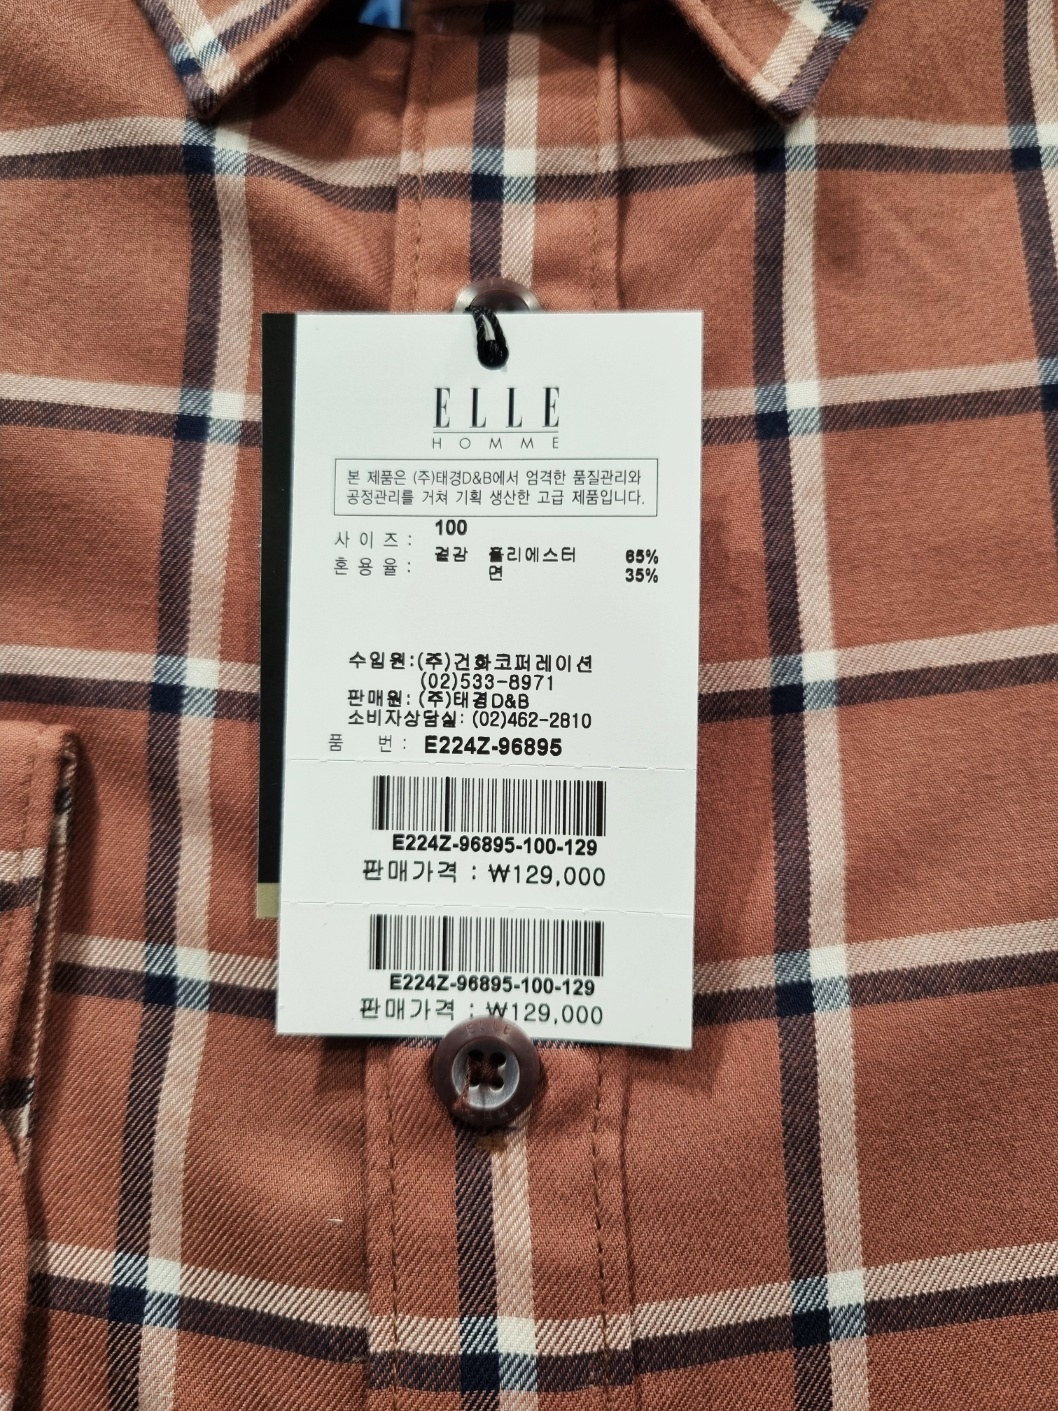 ELLE
HOMME
본 제품은 (주)태경D&B에서 엄격한 품질관리와
공정관리를 거쳐 기획 생산한 고급 제품입니다.
사이즈: 100
혼용율: 겉감 폴리에스터 65%
면 35%
수입원:(주)건화코퍼레이션
(02)533-8971
판매원: (주)태경D&B
소비자상담실: (02)462-2810
품 번: E224Z-96895
E224Z-96895-100-129
판매가격 : ₩129,000
E224Z-96895-100-129
판매가격 : ₩129,000
ELLE